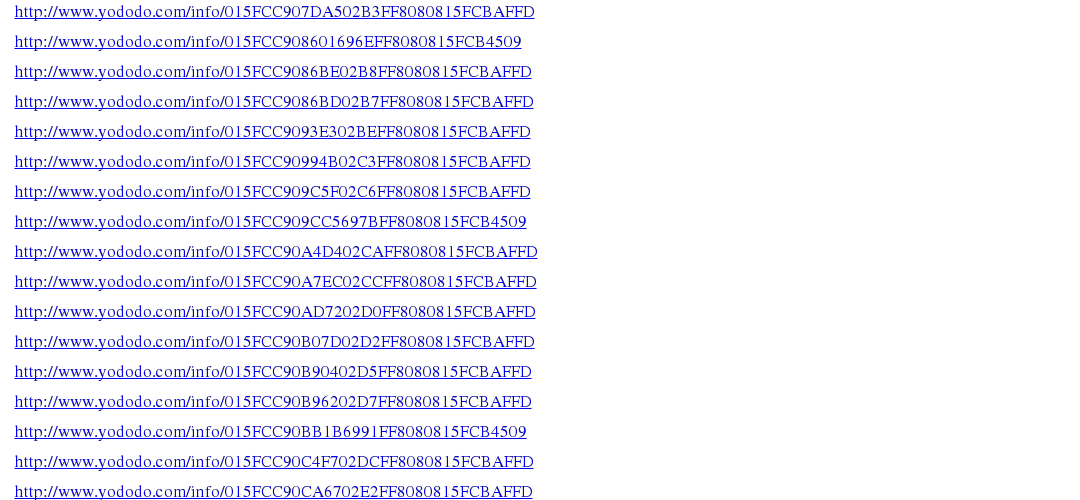 http://www.yododo.com/info/015FCC907DA502B3FF8080815FCBAFFD
http://www.yododo.com/info/015FCC908601696EFF8080815FCB4509
http://www.yododo.com/info/015FCC9086BE02B8FF8080815FCBAFFD
http://www.yododo.com/info/015FCC9086BD02B7FF8080815FCBAFFD
http://www.yododo.com/info/015FCC9093E302BEFF8080815FCBAFFD
http://www.yododo.com/info/015FCC90994B02C3FF8080815FCBAFFD
http://www.yododo.com/info/015FCC909C5F02C6FF8080815FCBAFFD
http://www.yododo.com/info/015FCC909CC5697BFF8080815FCB4509
http://www.yododo.com/info/015FCC90A4D402CAFF8080815FCBAFFD
http://www.yododo.com/info/015FCC90A7EC02CCFF8080815FCBAFFD
http://www.yododo.com/info/015FCC90AD7202D0FF8080815FCBAFFD
http://www.yododo.com/info/015FCC90B07D02D2FF8080815FCBAFFD
http://www.yododo.com/info/015FCC90B90402D5FF8080815FCBAFFD
http://www.yododo.com/info/015FCC90B96202D7FF8080815FCBAFFD
http://www.yododo.com/info/015FCC90BB1B6991FF8080815FCB4509
http://www.yododo.com/info/015FCC90C4F702DCFF8080815FCBAFFD
http://www.yododo.com/info/015FCC90CA6702E2FF8080815FCBAFFD